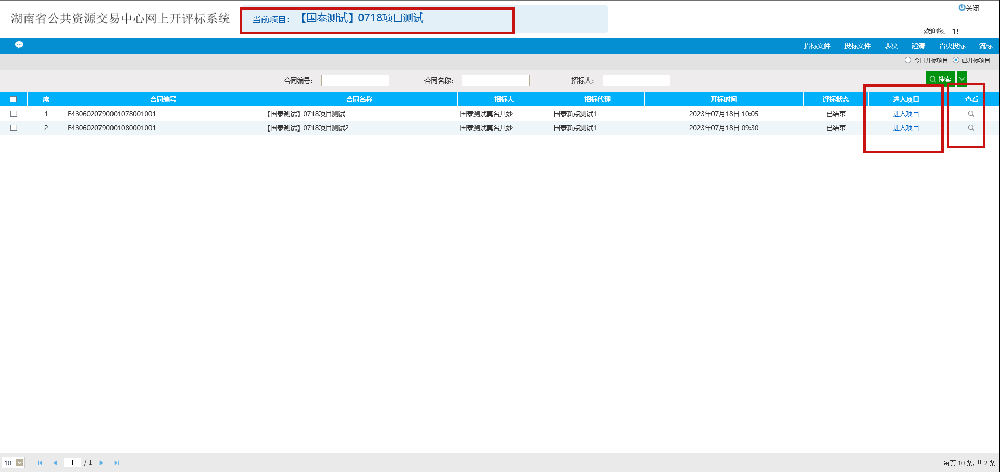 关闭
湖南省公共资源交易中心网上开评标系统 当前项目： 【国泰测试】0718项目测试
欢迎您， 1!
招标文件 投标文件 表决 澄清 否决投标 流标
今日开标项目 已开标项目
合同编号： 合同名称： 招标人： 搜索
序 合同编号 合同名称 招标人 招标代理 开标时间 评标状态 进入项目 查看
1 E4306020790001078001001 【国泰测试】0718项目测试 国泰测试莫名其妙 国泰新点测试1 2023年07月18日 10:05 已结束 进入项目
2 E4306020790001080001001 【国泰测试】0718项目测试2 国泰测试莫名其妙 国泰新点测试1 2023年07月18日 09:30 已结束 进入项目
10 1 / 1 每页 10 条, 共 2 条